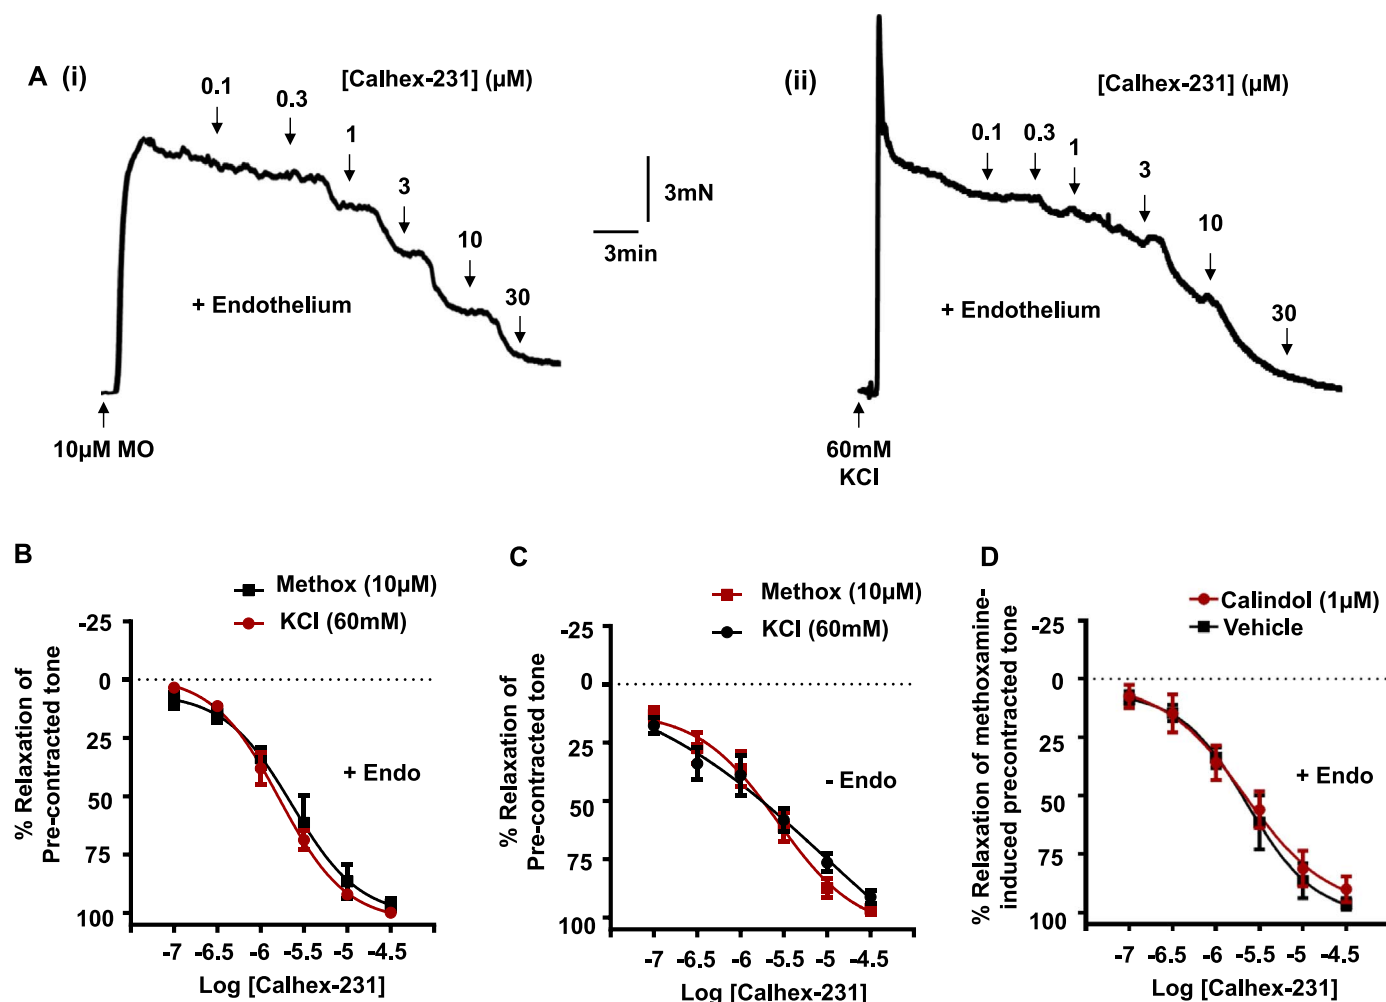 A (i)
[Calhex-231] (µM)
0.1
0.3
1
3
10
30
+ Endothelium
10µM MO
3mN
3min
(ii)
[Calhex-231] (µM)
0.1
0.3
1
3
10
30
+ Endothelium
60mM
KCl
B
Methox (10µM)
KCl (60mM)
% Relaxation of
Pre-contracted tone
-25
0
25
50
75
100
+ Endo
-7 -6.5 -6 -5.5 -5 -4.5
Log [Calhex-231]
C
Methox (10µM)
KCl (60mM)
% Relaxation of
Pre-contracted tone
-25
0
25
50
75
100
- Endo
-7 -6.5 -6 -5.5 -5 -4.5
Log [Calhex-231]
D
Calindol (1µM)
Vehicle
% Relaxation of methoxamine-
induced precontracted tone
-25
0
25
50
75
100
+ Endo
-7 -6.5 -6 -5.5 -5 -4.5
Log [Calhex-231]